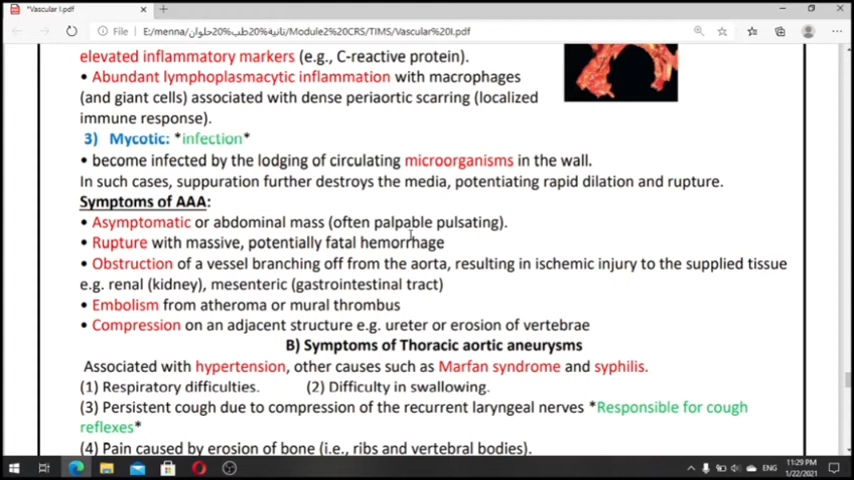 *Vascular I.pdf
File | E:/menna/ثانية%20طب%20حلوان/Module2%20CRS/TIMS/Vascular%20I.pdf
elevated inflammatory markers (e.g., C-reactive protein).
• Abundant lymphoplasmacytic inflammation with macrophages
(and giant cells) associated with dense periaortic scarring (localized
immune response).
3) Mycotic: *infection*
• become infected by the lodging of circulating microorganisms in the wall.
In such cases, suppuration further destroys the media, potentiating rapid dilation and rupture.
Symptoms of AAA:
• Asymptomatic or abdominal mass (often palpable pulsating).
• Rupture with massive, potentially fatal hemorrhage
• Obstruction of a vessel branching off from the aorta, resulting in ischemic injury to the supplied tissue
e.g. renal (kidney), mesenteric (gastrointestinal tract)
• Embolism from atheroma or mural thrombus
• Compression on an adjacent structure e.g. ureter or erosion of vertebrae
B) Symptoms of Thoracic aortic aneurysms
Associated with hypertension, other causes such as Marfan syndrome and syphilis.
(1) Respiratory difficulties. (2) Difficulty in swallowing.
(3) Persistent cough due to compression of the recurrent laryngeal nerves *Responsible for cough
reflexes*
(4) Pain caused by erosion of bone (i.e., ribs and vertebral bodies).
ENG
11:29 PM
1/22/2021